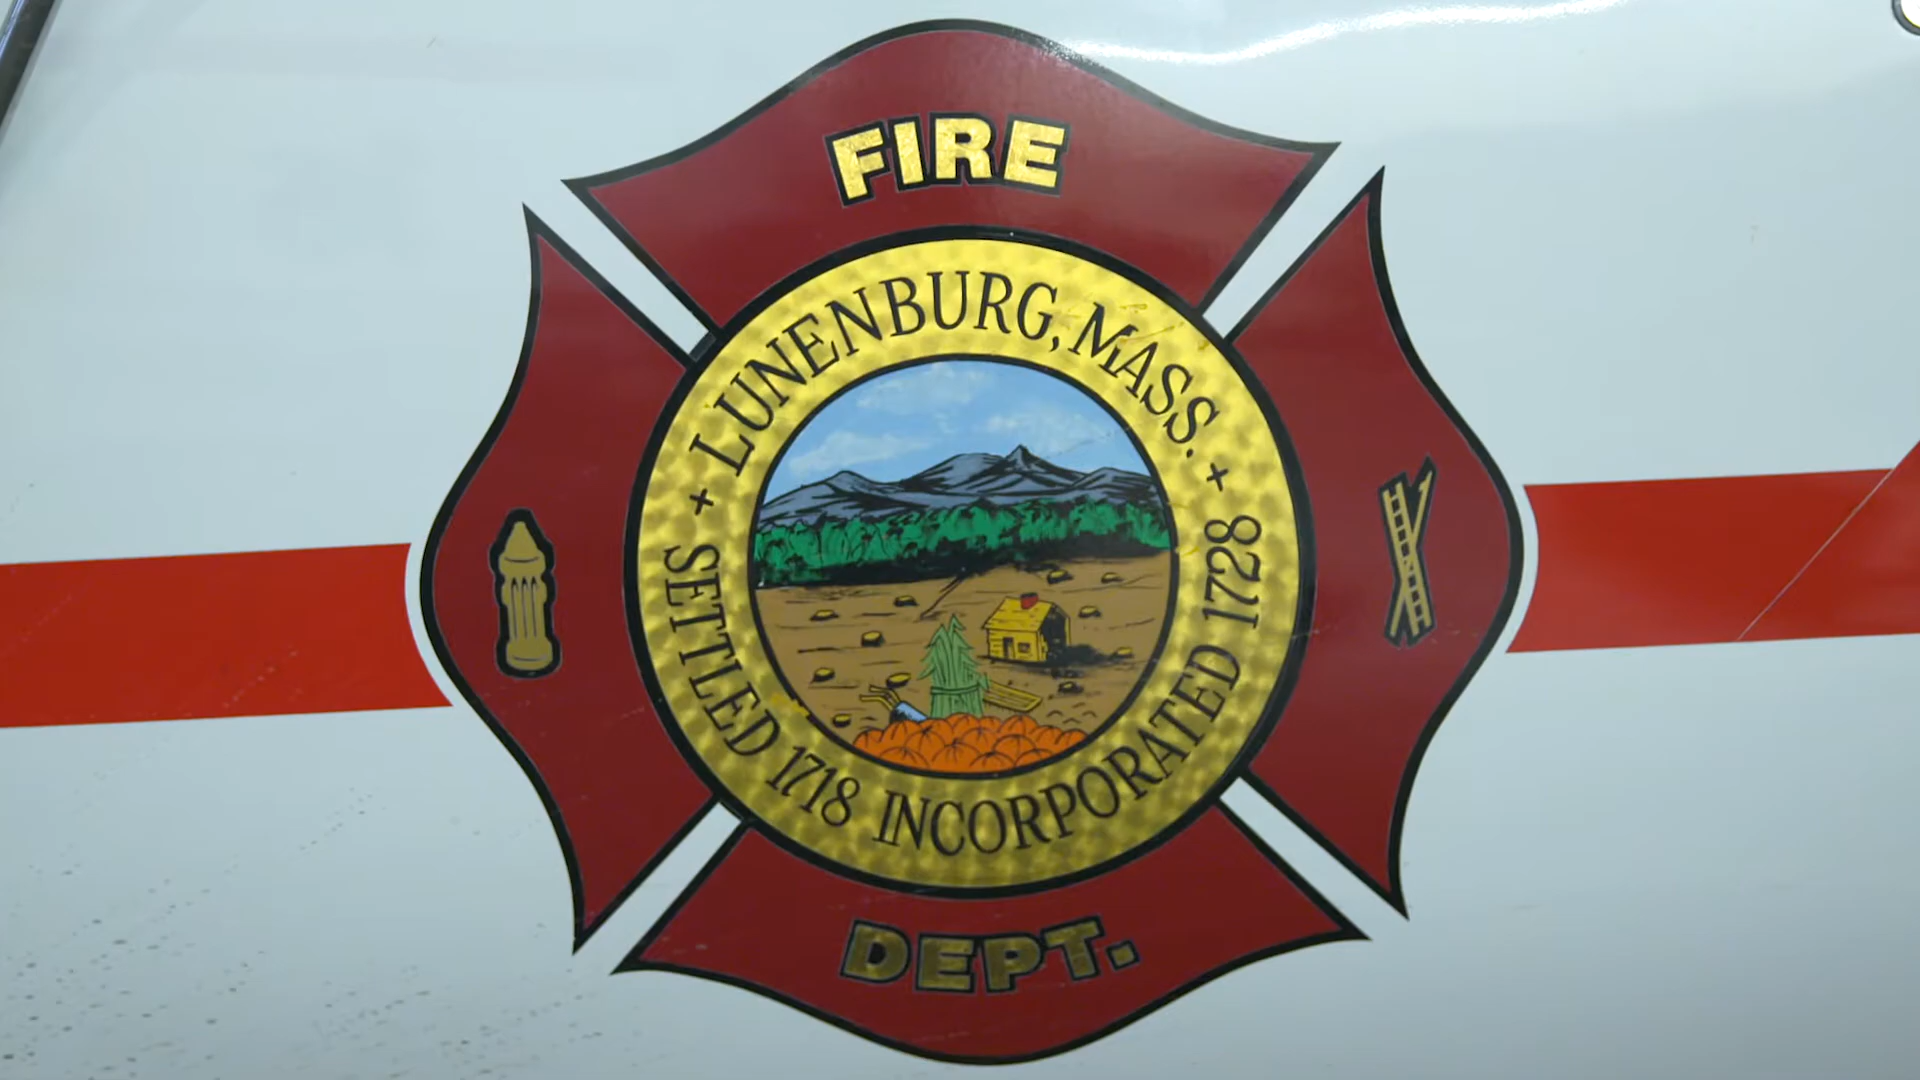 FIRE
LUNENBURG, MASS.
SETTLED 1718 INCORPORATED 1728
DEPT.